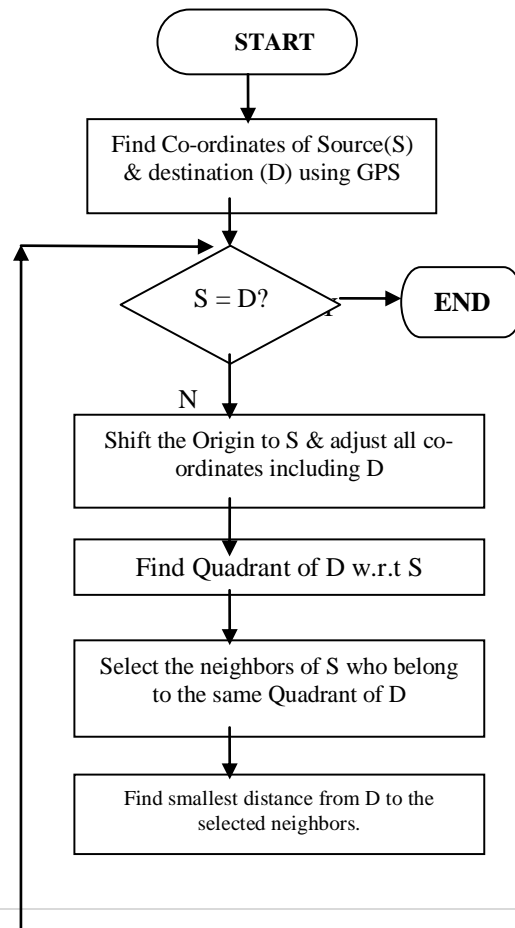 START
Find Co-ordinates of Source(S)
& destination (D) using GPS
S = D?
END
N
Shift the Origin to S & adjust all co-
ordinates including D
Find Quadrant of D w.r.t S
Select the neighbors of S who belong
to the same Quadrant of D
Find smallest distance from D to the
selected neighbors.